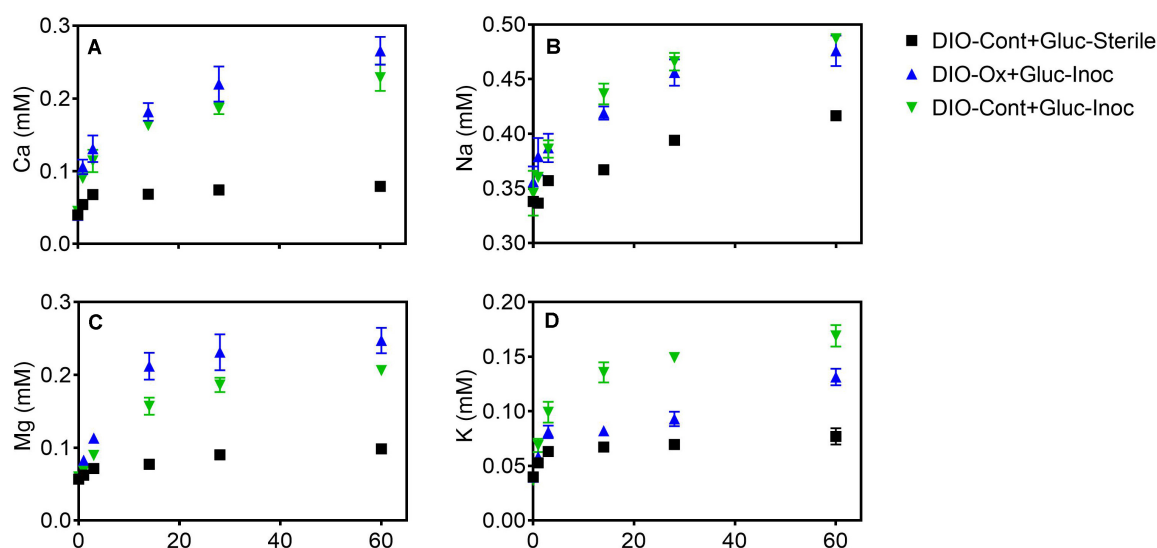 A
Ca (mM)
0.3
0.2
0.1
0.0
B
Na (mM)
0.50
0.45
0.40
0.35
0.30
DIO-Cont+Gluc-Sterile
DIO-Ox+Gluc-Inoc
DIO-Cont+Gluc-Inoc
C
Mg (mM)
0.3
0.2
0.1
0.0
0 20 40 60
D
K (mM)
0.20
0.15
0.10
0.05
0.00
0 20 40 60